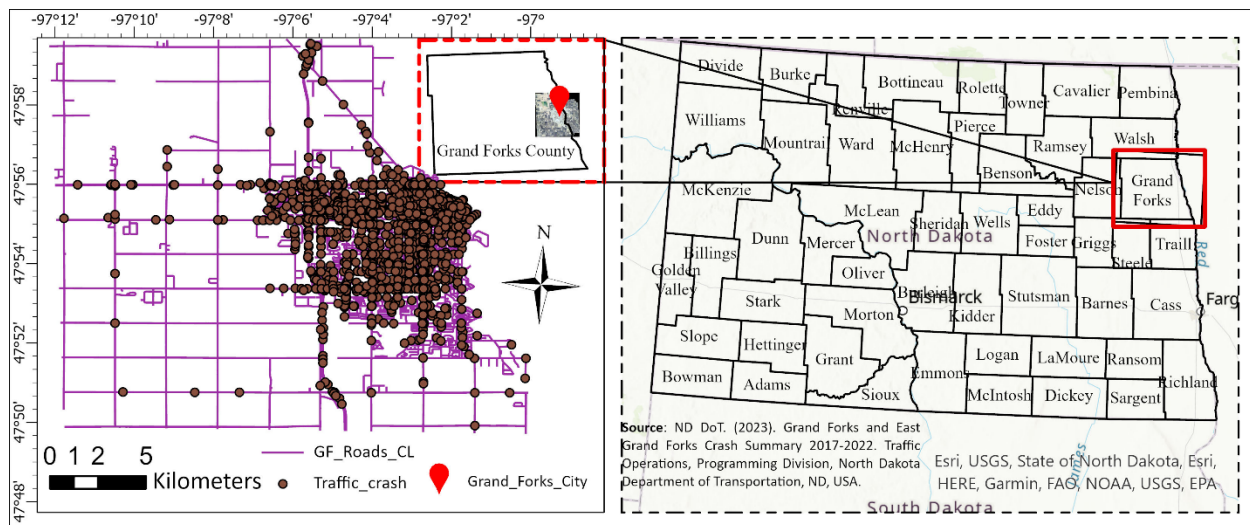 -97°12'
-97°10'
-97°8'
-97°6'
-97°4'
-97°2'
-97°
47°58'
47°56'
47°54'
47°52'
47°50'
47°48'
Grand Forks County
N
0 1 2 5
Kilometers
GF_Roads_CL
Traffic_crash
Grand_Forks_City
Divide
Burke
Renville
Bottineau
Rolette
Towner
Cavalier
Pembina
Williams
Mountrail
Ward
McHenry
Pierce
Benson
Ramsey
Walsh
Nelson
Grand
Forks
McKenzie
McLean
Sheridan
Wells
Eddy
Foster
Griggs
Steele
Traill
Red
North Dakota
Dunn
Mercer
Oliver
Billings
Golden
Valley
Stark
Morton
Burleigh
Bismarck
Kidder
Stutsman
Barnes
Cass
Farg
Slope
Hettinger
Grant
Bowman
Adams
Sioux
Emmons
Logan
LaMoure
Ransom
McIntosh
Dickey
Sargent
Richland
Source: ND DoT. (2023). Grand Forks and East
Grand Forks Crash Summary 2017-2022. Traffic
Operations, Programming Division, North Dakota
Department of Transportation, ND, USA.
Esri, USGS, State of North Dakota, Esri,
HERE, Garmin, FAO, NOAA, USGS, EPA
South Dakota